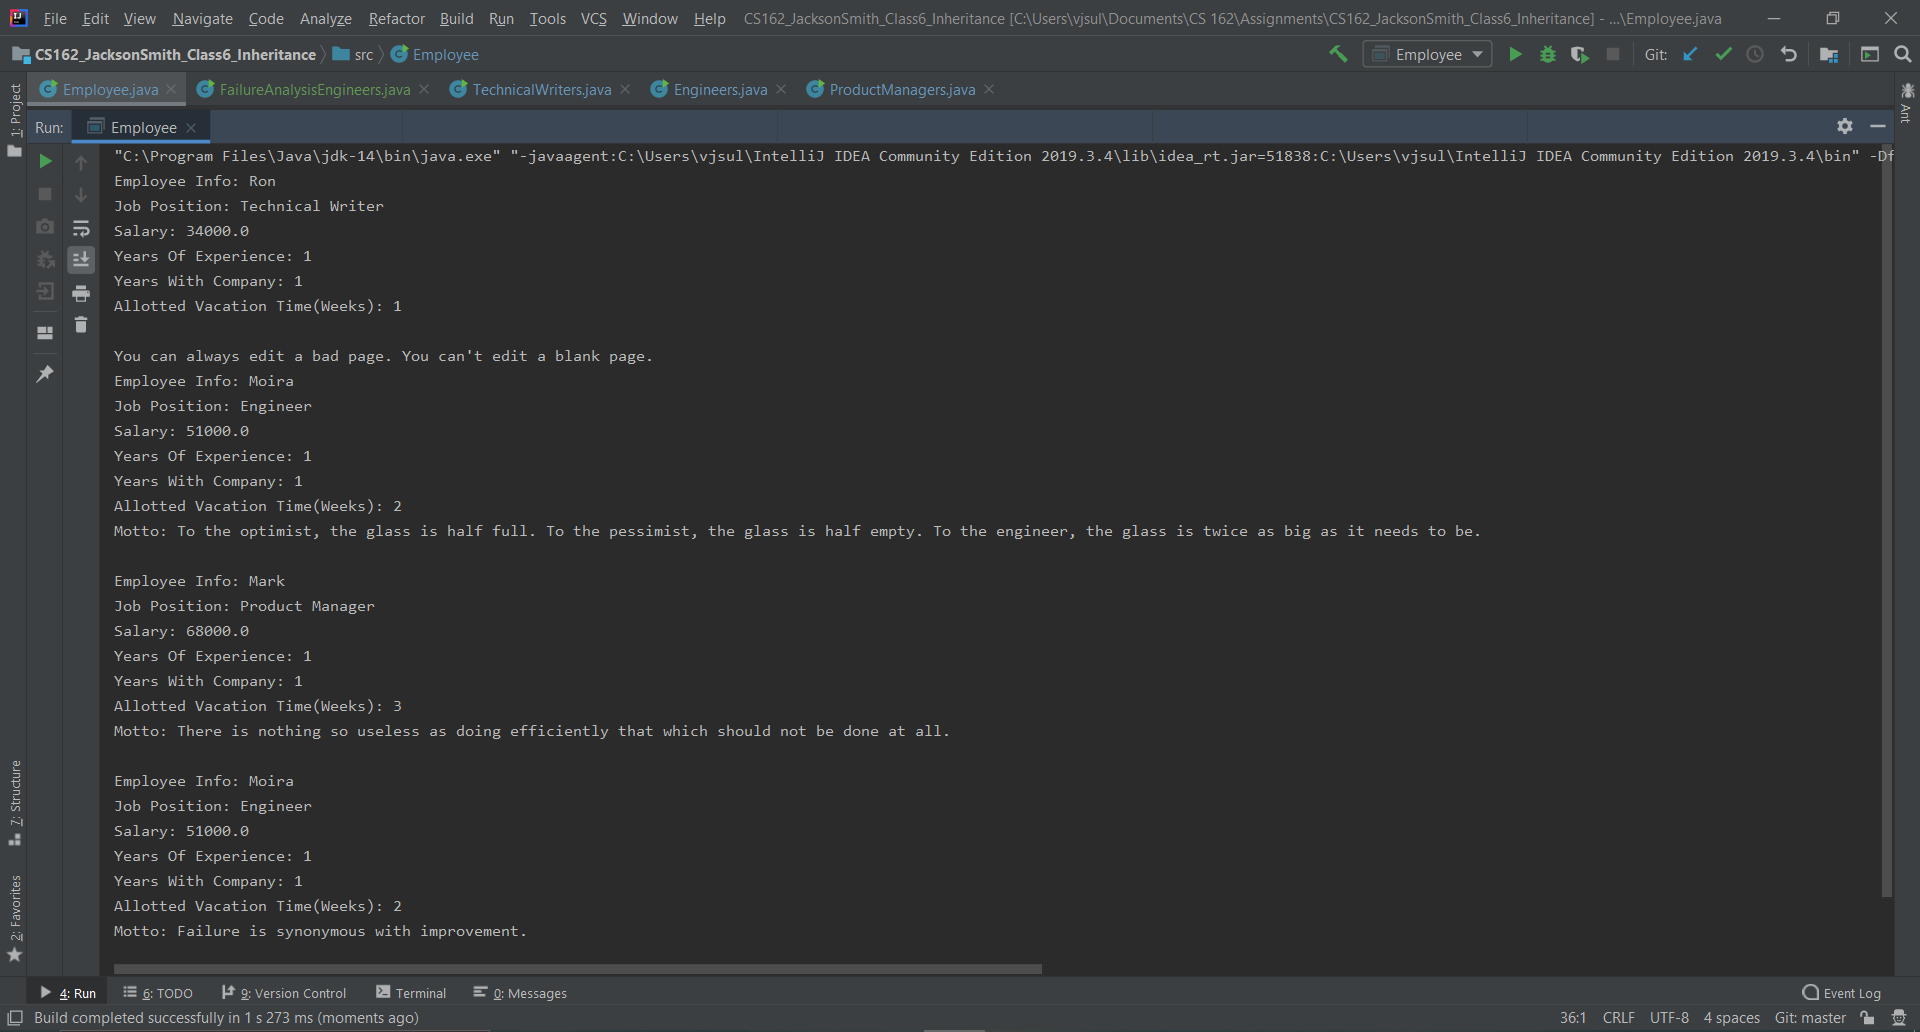 File Edit View Navigate Code Analyze Refactor Build Run Tools VCS Window Help CS162_JacksonSmith_Class6_Inheritance [C:\Users\vjsul\Documents\CS 162\Assignments\CS162_JacksonSmith_Class6_Inheritance] - ...\Employee.java
CS162_JacksonSmith_Class6_Inheritance src Employee Employee Git:
Employee.java FailureAnalysisEngineers.java TechnicalWriters.java Engineers.java ProductManagers.java
1: Project
Ant
Run: Employee
"C:\Program Files\Java\jdk-14\bin\java.exe" "-javaagent:C:\Users\vjsul\IntelliJ IDEA Community Edition 2019.3.4\lib\idea_rt.jar=51838:C:\Users\vjsul\IntelliJ IDEA Community Edition 2019.3.4\bin" -Df
Employee Info: Ron
Job Position: Technical Writer
Salary: 34000.0
Years Of Experience: 1
Years With Company: 1
Allotted Vacation Time(Weeks): 1
You can always edit a bad page. You can't edit a blank page.
Employee Info: Moira
Job Position: Engineer
Salary: 51000.0
Years Of Experience: 1
Years With Company: 1
Allotted Vacation Time(Weeks): 2
Motto: To the optimist, the glass is half full. To the pessimist, the glass is half empty. To the engineer, the glass is twice as big as it needs to be.
Employee Info: Mark
Job Position: Product Manager
Salary: 68000.0
Years Of Experience: 1
Years With Company: 1
Allotted Vacation Time(Weeks): 3
Motto: There is nothing so useless as doing efficiently that which should not be done at all.
Employee Info: Moira
Job Position: Engineer
Salary: 51000.0
Years Of Experience: 1
Years With Company: 1
Allotted Vacation Time(Weeks): 2
Motto: Failure is synonymous with improvement.
7: Structure
2: Favorites
4: Run 6: TODO 9: Version Control Terminal 0: Messages Event Log
Build completed successfully in 1 s 273 ms (moments ago) 36:1 CRLF UTF-8 4 spaces Git: master